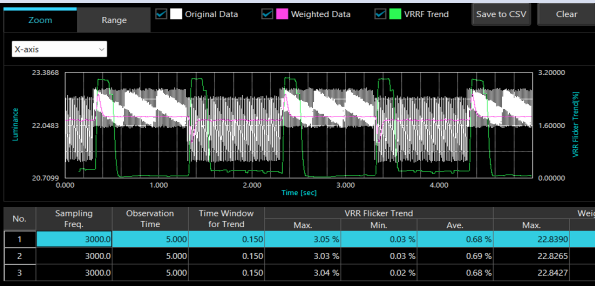 Zoom Range Original Data Weighted Data VRRF Trend Save to CSV Clear
X-axis
23.3868 3.20000
Luminance 22.0483 1.60000 VRR Flicker Trend[%]
20.7099 0.00000
0.000 1.000 2.000 3.000 4.000
Time [sec]
No. Sampling Freq. Observation Time Time Window for Trend VRR Flicker Trend Weig
Max. Min. Ave. Max.
1 3000.0 5.000 0.150 3.05 % 0.03 % 0.68 % 22.8390
2 3000.0 5.000 0.150 3.03 % 0.03 % 0.69 % 22.8265
3 3000.0 5.000 0.150 3.04 % 0.02 % 0.68 % 22.8427